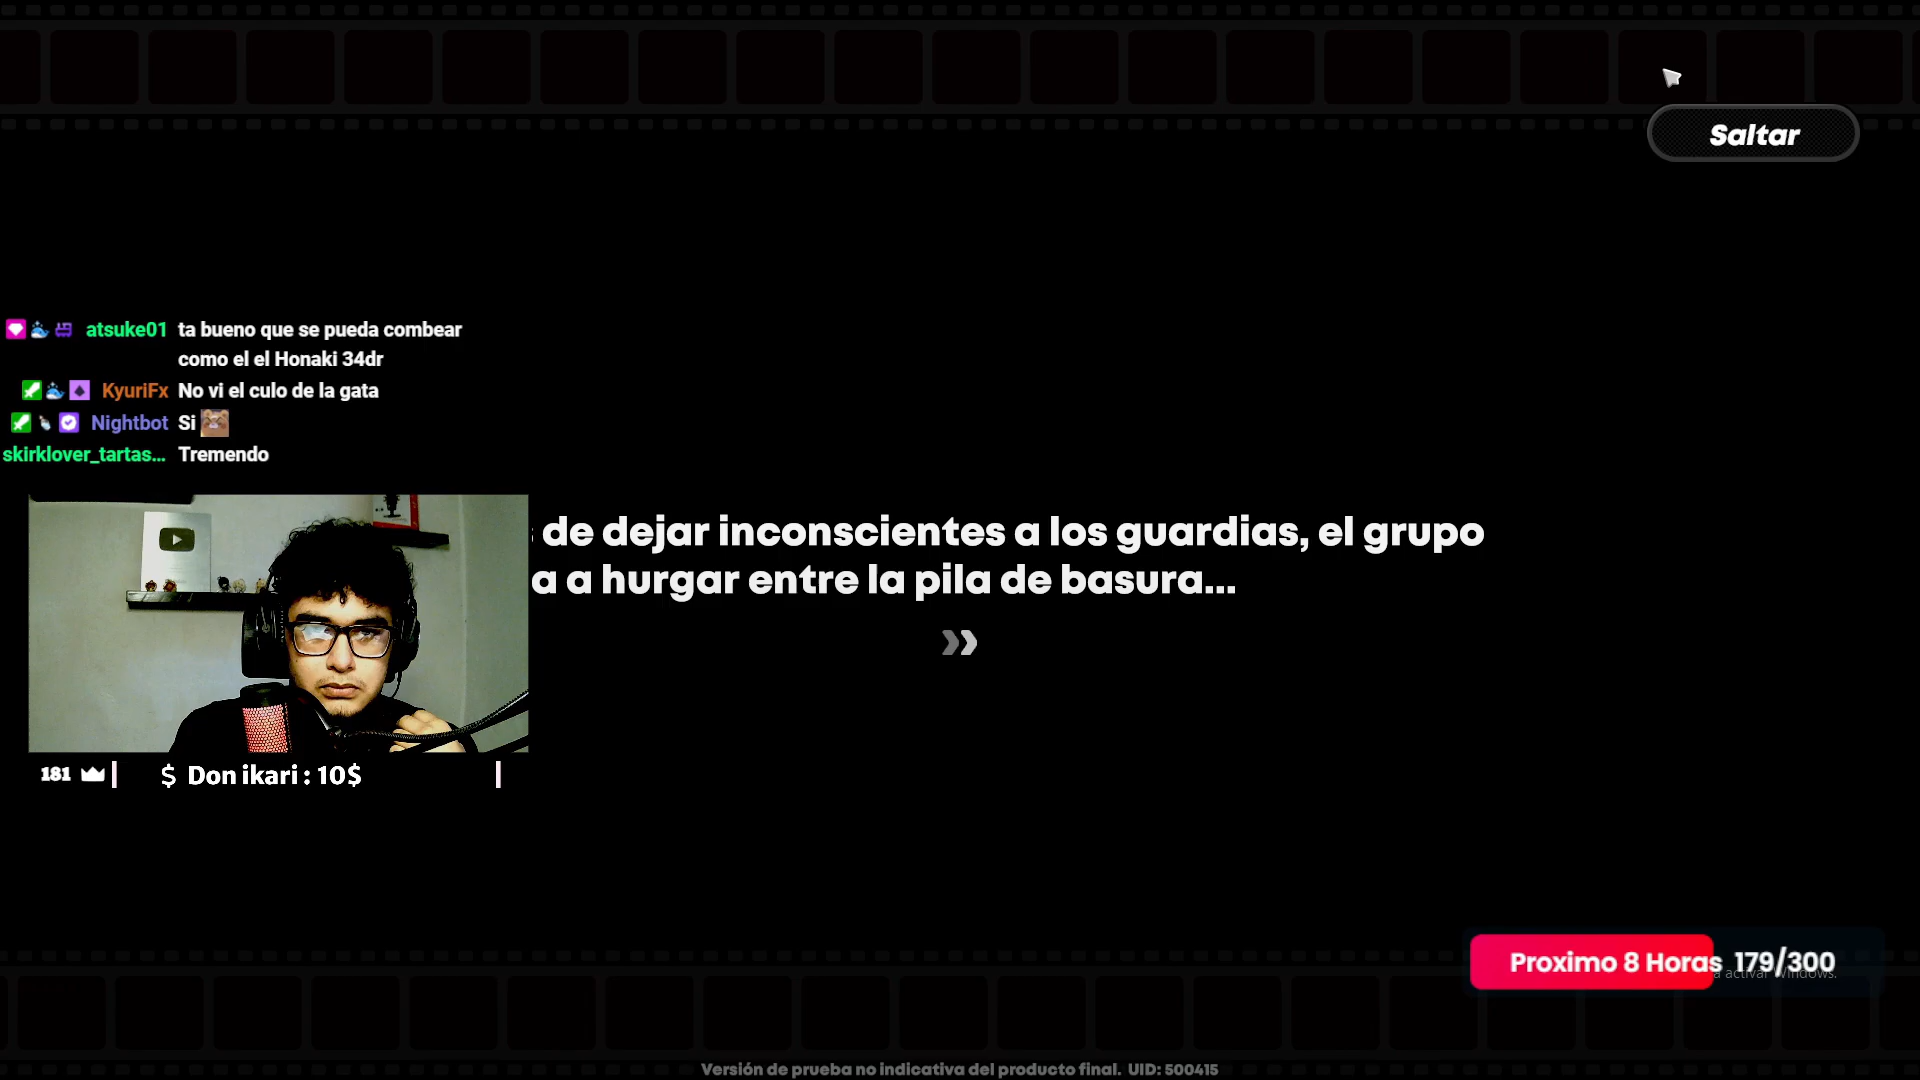 Saltar
atsuke01 ta bueno que se pueda combear
como el el Honaki 34dr
KyuriFx No vi el culo de la gata
Nightbot Si
skirklover_tartas... Tremendo
de dejar inconscientes a los guardias, el grupo
a a hurgar entre la pila de basura...
181 $ Don ikari : 10$
Proximo 8 Horas 179/300
a activar Windows.
Versión de prueba no indicativa del producto final. UID: 500415